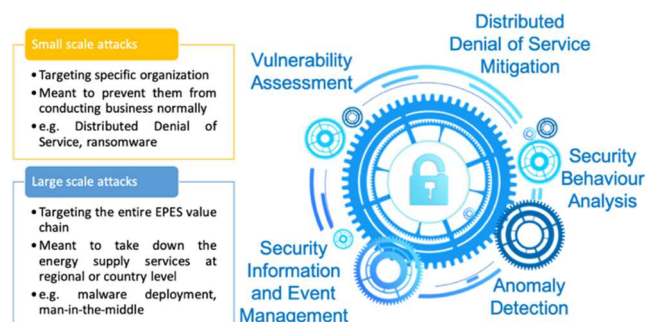 Small scale attacks
• Targeting specific organization
• Meant to prevent them from
conducting business normally
• e.g. Distributed Denial of
Service, ransomware
Large scale attacks
• Targeting the entire EPES value
chain
• Meant to take down the
energy supply services at
regional or country level
• e.g. malware deployment,
man-in-the-middle
Distributed
Denial of Service
Mitigation
Vulnerability
Assessment
Security
Behaviour
Analysis
Security
Information
and Event
Management
Anomaly
Detection